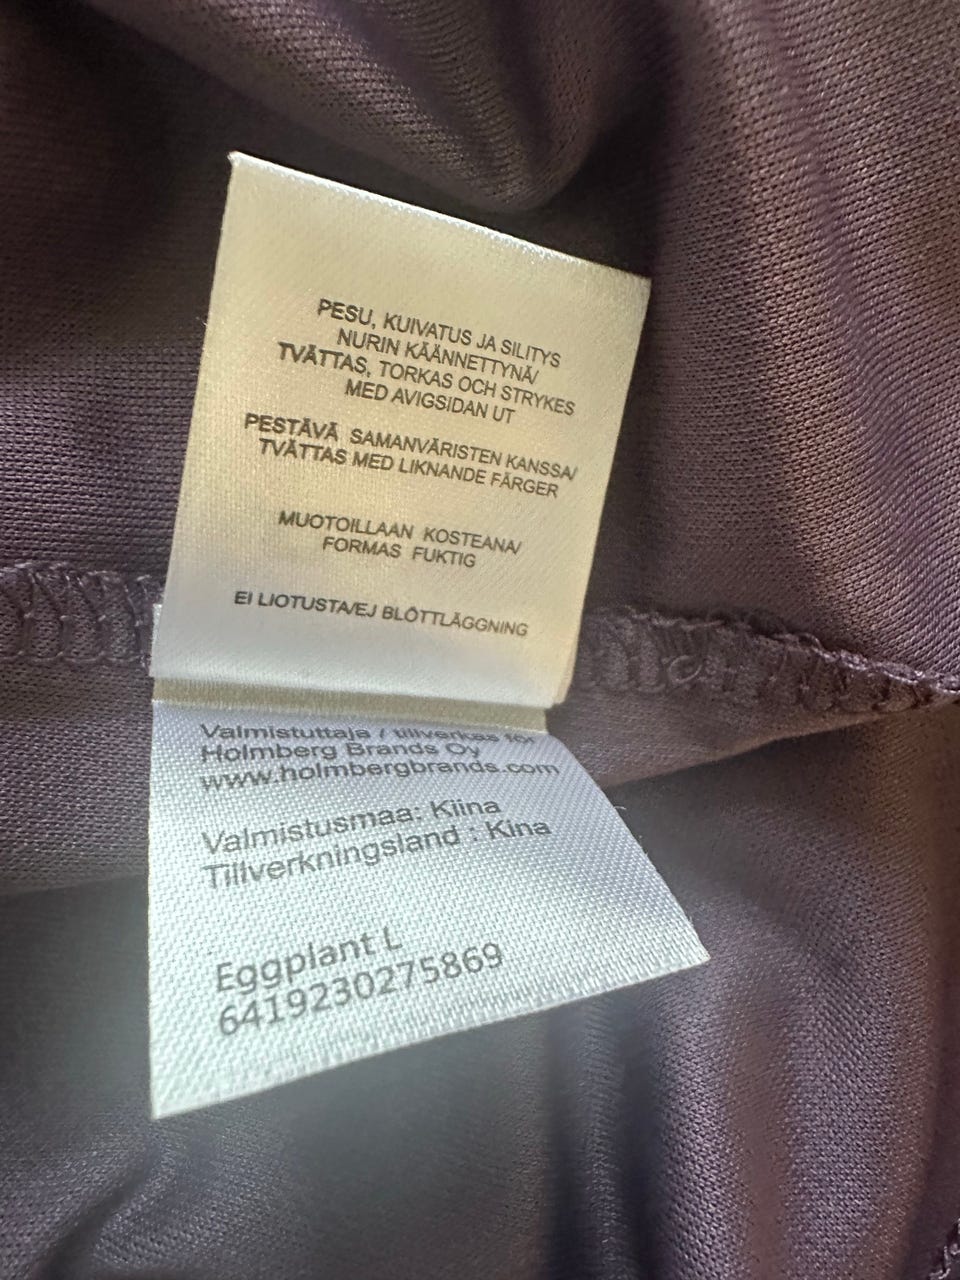 PESU, KUIVATUS JA SILITYS
NURIN KÄÄNNETTYNÄ/
TVÄTTAS, TORKAS OCH STRYKES
MED AVIGSIDAN UT
PESTÄVÄ SAMANVÄRISTEN KANSSA/
TVÄTTAS MED LIKNANDE FÄRGER
MUOTOILLAAN KOSTEANA/
FORMAS FUKTIG
EI LIOTUSTA/EJ BLÖTTLÄGGNING
Valmistuttaja / tillverkas för
Holmberg Brands Oy
www.holmbergbrands.com
Valmistusmaa: Kiina
Tillverkningsland : Kina
Eggplant L
6419230275869